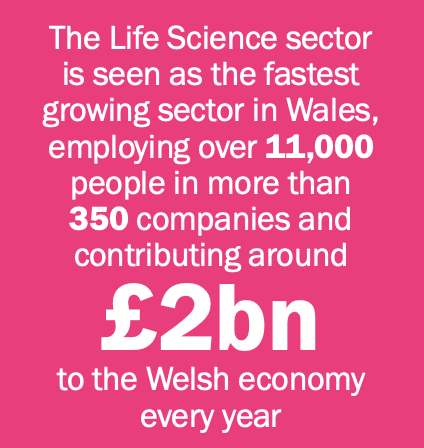 The Life Science sector
is seen as the fastest
growing sector in Wales,
employing over 11,000
people in more than
350 companies and
contributing around
£2bn
to the Welsh economy
every year